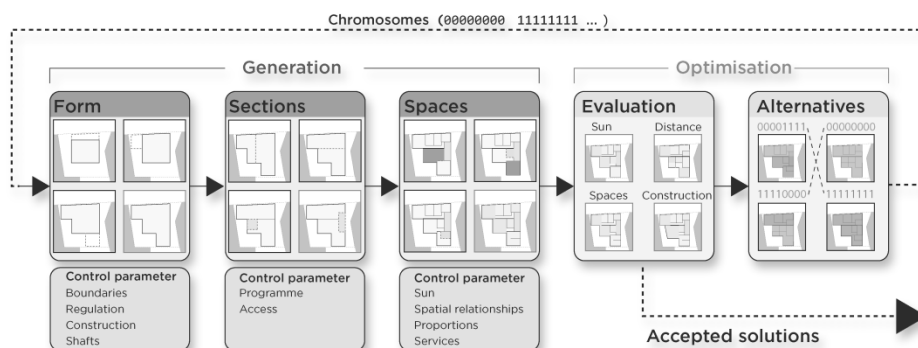 Chromosomes (00000000 11111111 ... )
Generation
Optimisation
Form
Sections
Spaces
Evaluation
Alternatives
Sun
Distance
Spaces
Construction
00001111
00000000
11110000
11111111
Control parameter
Boundaries
Regulation
Construction
Shafts
Control parameter
Programme
Access
Control parameter
Sun
Spatial relationships
Proportions
Services
Accepted solutions